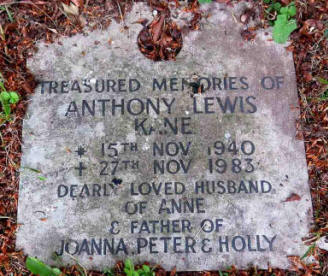 TREASURED MEMORIES OF
ANTHONY LEWIS
KANE
* 15TH NOV 1940
+ 27TH NOV 1983
DEARLY LOVED HUSBAND
OF ANNE
& FATHER OF
JOANNA PETER & HOLLY